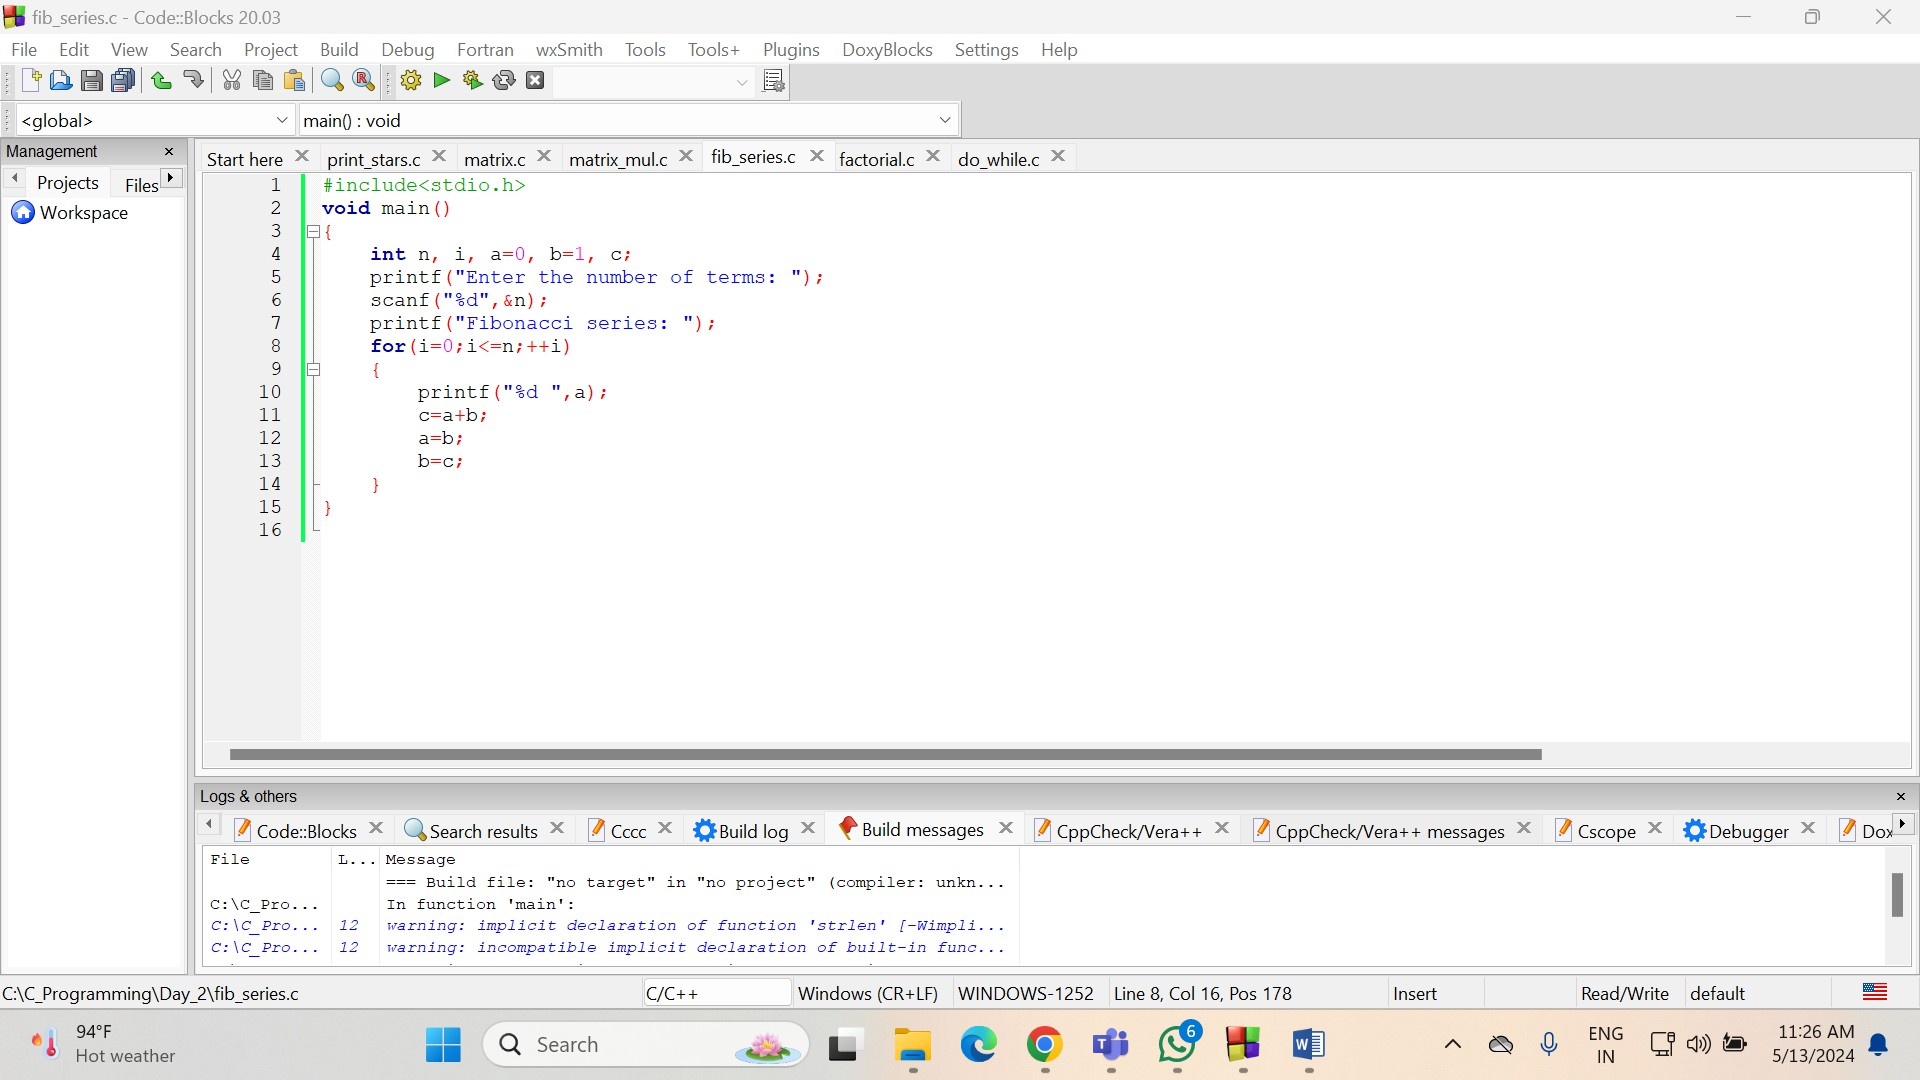 fib_series.c - Code::Blocks 20.03
File Edit View Search Project Build Debug Fortran wxSmith Tools Tools+ Plugins DoxyBlocks Settings Help
<global> main() : void
Management
Projects Files
Workspace
Start here print_stars.c matrix.c matrix_mul.c fib_series.c factorial.c do_while.c
1 #include<stdio.h>
2 void main()
3 {
4 int n, i, a=0, b=1, c;
5 printf("Enter the number of terms: ");
6 scanf("%d",&n);
7 printf("Fibonacci series: ");
8 for(i=0;i<=n;++i)
9 {
10 printf("%d ",a);
11 c=a+b;
12 a=b;
13 b=c;
14 }
15 }
16
Logs & others
Code::Blocks Search results Cccc Build log Build messages CppCheck/Vera++ CppCheck/Vera++ messages Cscope Debugger Dox
File L... Message
=== Build file: "no target" in "no project" (compiler: unkn...
C:\C_Pro... In function 'main':
C:\C_Pro... 12 warning: implicit declaration of function 'strlen' [-Wimpli...
C:\C_Pro... 12 warning: incompatible implicit declaration of built-in func...
C:\C_Programming\Day_2\fib_series.c C/C++ Windows (CR+LF) WINDOWS-1252 Line 8, Col 16, Pos 178 Insert Read/Write default
94°F
Hot weather
Search
6
ENG
IN
11:26 AM
5/13/2024